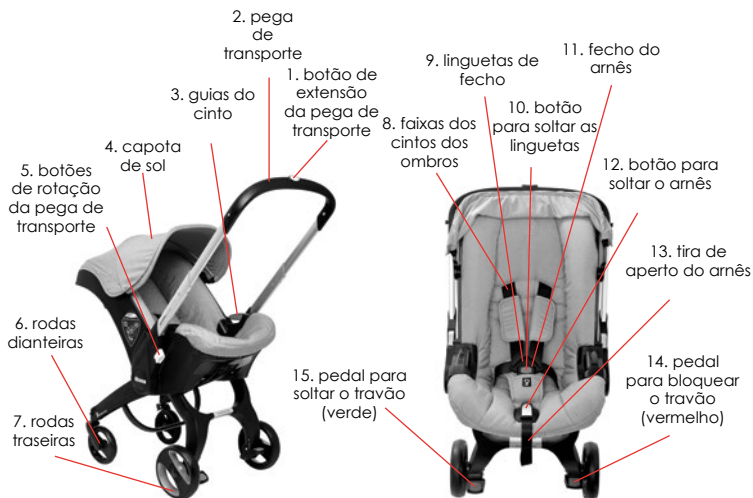 2. pega
de
transporte
1. botão de
extensão
da pega de
transporte
3. guias do
cinto
4. capota
de sol
5. botões
de rotação
da pega de
transporte
6. rodas
dianteiras
7. rodas
traseiras
9. linguetas de
fecho
11. fecho do
arnês
10. botão
para soltar as
linguetas
8. faixas dos
cintos dos
ombros
12. botão para
soltar o arnês
13. tira de
aperto do arnês
14. pedal
para bloquear
o travão
(vermelho)
15. pedal para
soltar o travão
(verde)